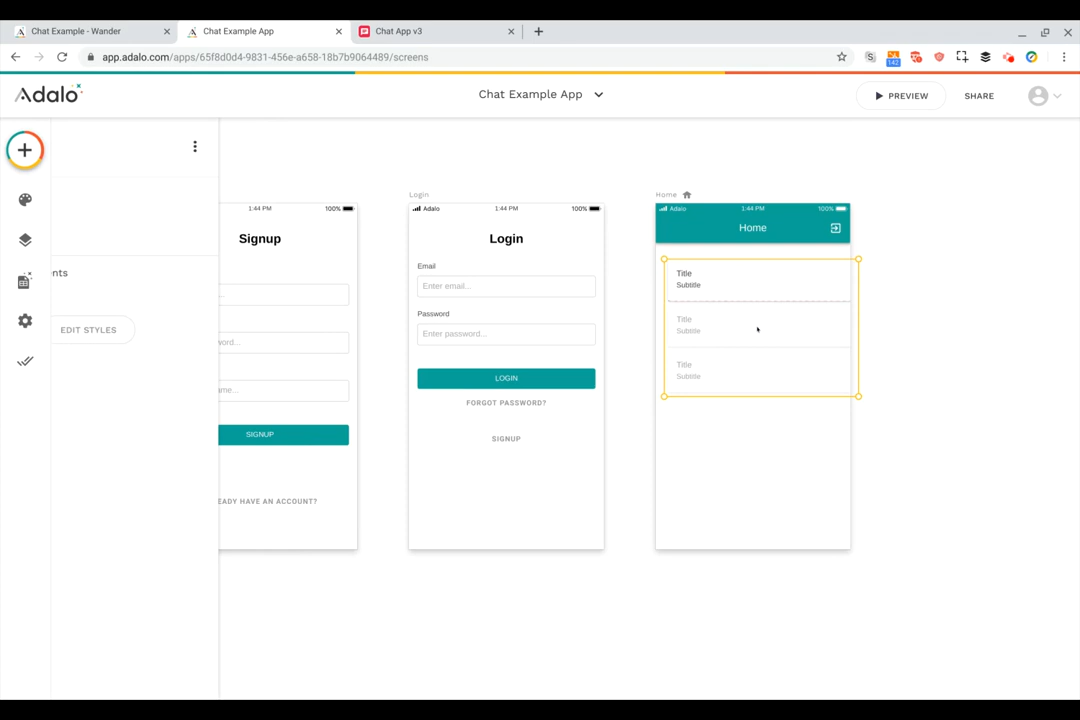 Chat Example - Wander
Chat Example App
Chat App v3
app.adalo.com/apps/65f8d0d4-9831-456e-a658-18b7b9064489/screens
142
Adalo
Chat Example App
PREVIEW
SHARE
nts
EDIT STYLES
1:44 PM
100%
Signup
...
word...
ame...
SIGNUP
EADY HAVE AN ACCOUNT?
Login
Adalo
1:44 PM
100%
Login
Email
Enter email...
Password
Enter password...
LOGIN
FORGOT PASSWORD?
SIGNUP
Home
Adalo
1:44 PM
100%
Home
Title
Subtitle
Title
Subtitle
Title
Subtitle